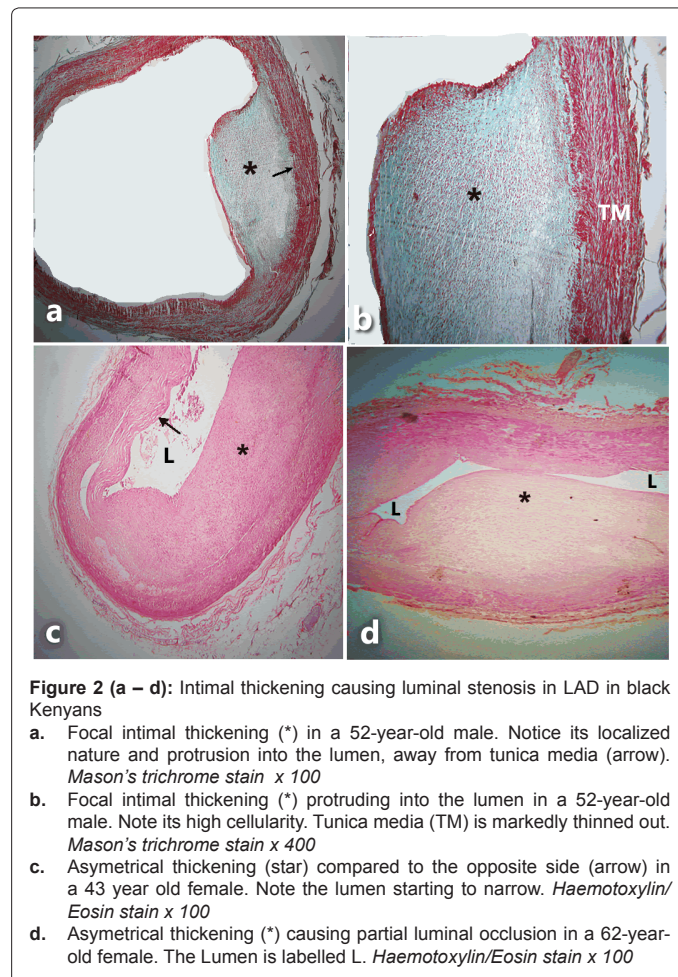 *
a
*
TM
b
L
*
c
*
L
L
d
Figure 2 (a – d): Intimal thickening causing luminal stenosis in LAD in black
Kenyans
a. Focal intimal thickening (*) in a 52-year-old male. Notice its localized
nature and protrusion into the lumen, away from tunica media (arrow).
Mason's trichrome stain x 100
b. Focal intimal thickening (*) protruding into the lumen in a 52-year-old
male. Note its high cellularity. Tunica media (TM) is markedly thinned out.
Mason's trichrome stain x 400
c. Asymetrical thickening (star) compared to the opposite side (arrow) in
a 43 year old female. Note the lumen starting to narrow. Haemotoxylin/
Eosin stain x 100
d. Asymetrical thickening (*) causing partial luminal occlusion in a 62-year-
old female. The Lumen is labelled L. Haemotoxylin/Eosin stain x 100